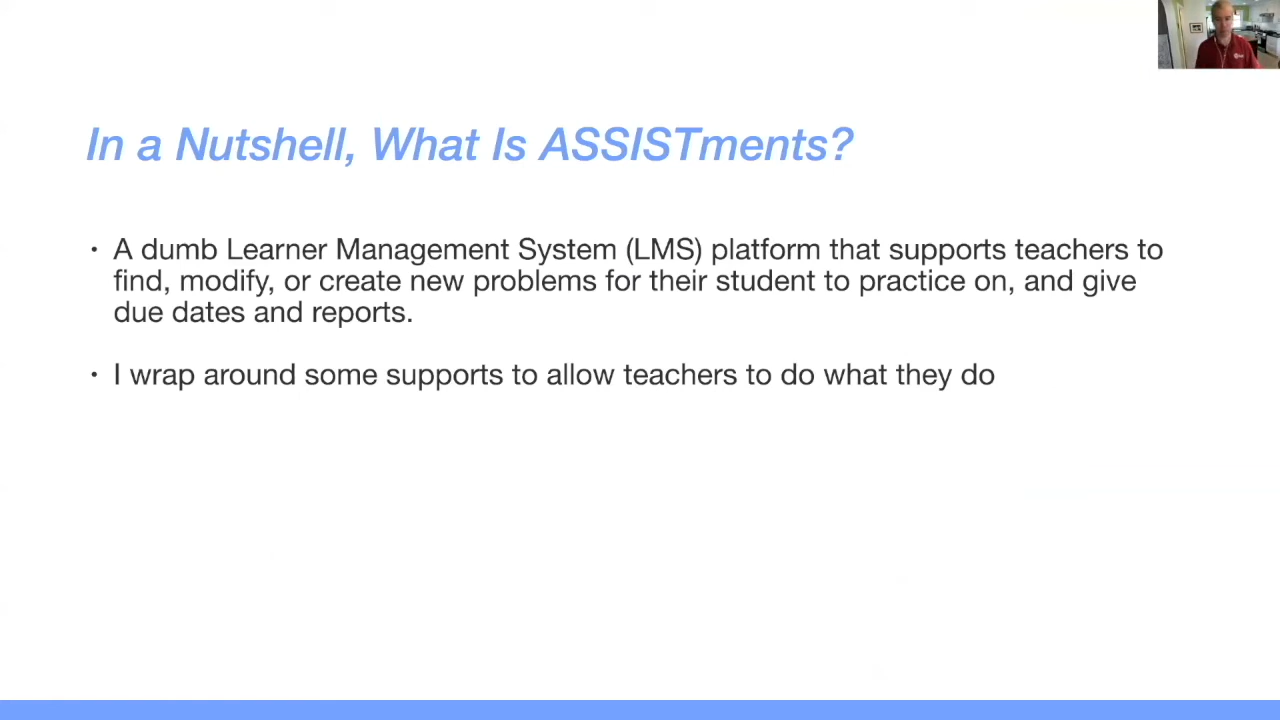 In a Nutshell, What Is ASSISTments?
• A dumb Learner Management System (LMS) platform that supports teachers to
find, modify, or create new problems for their student to practice on, and give
due dates and reports.
• I wrap around some supports to allow teachers to do what they do